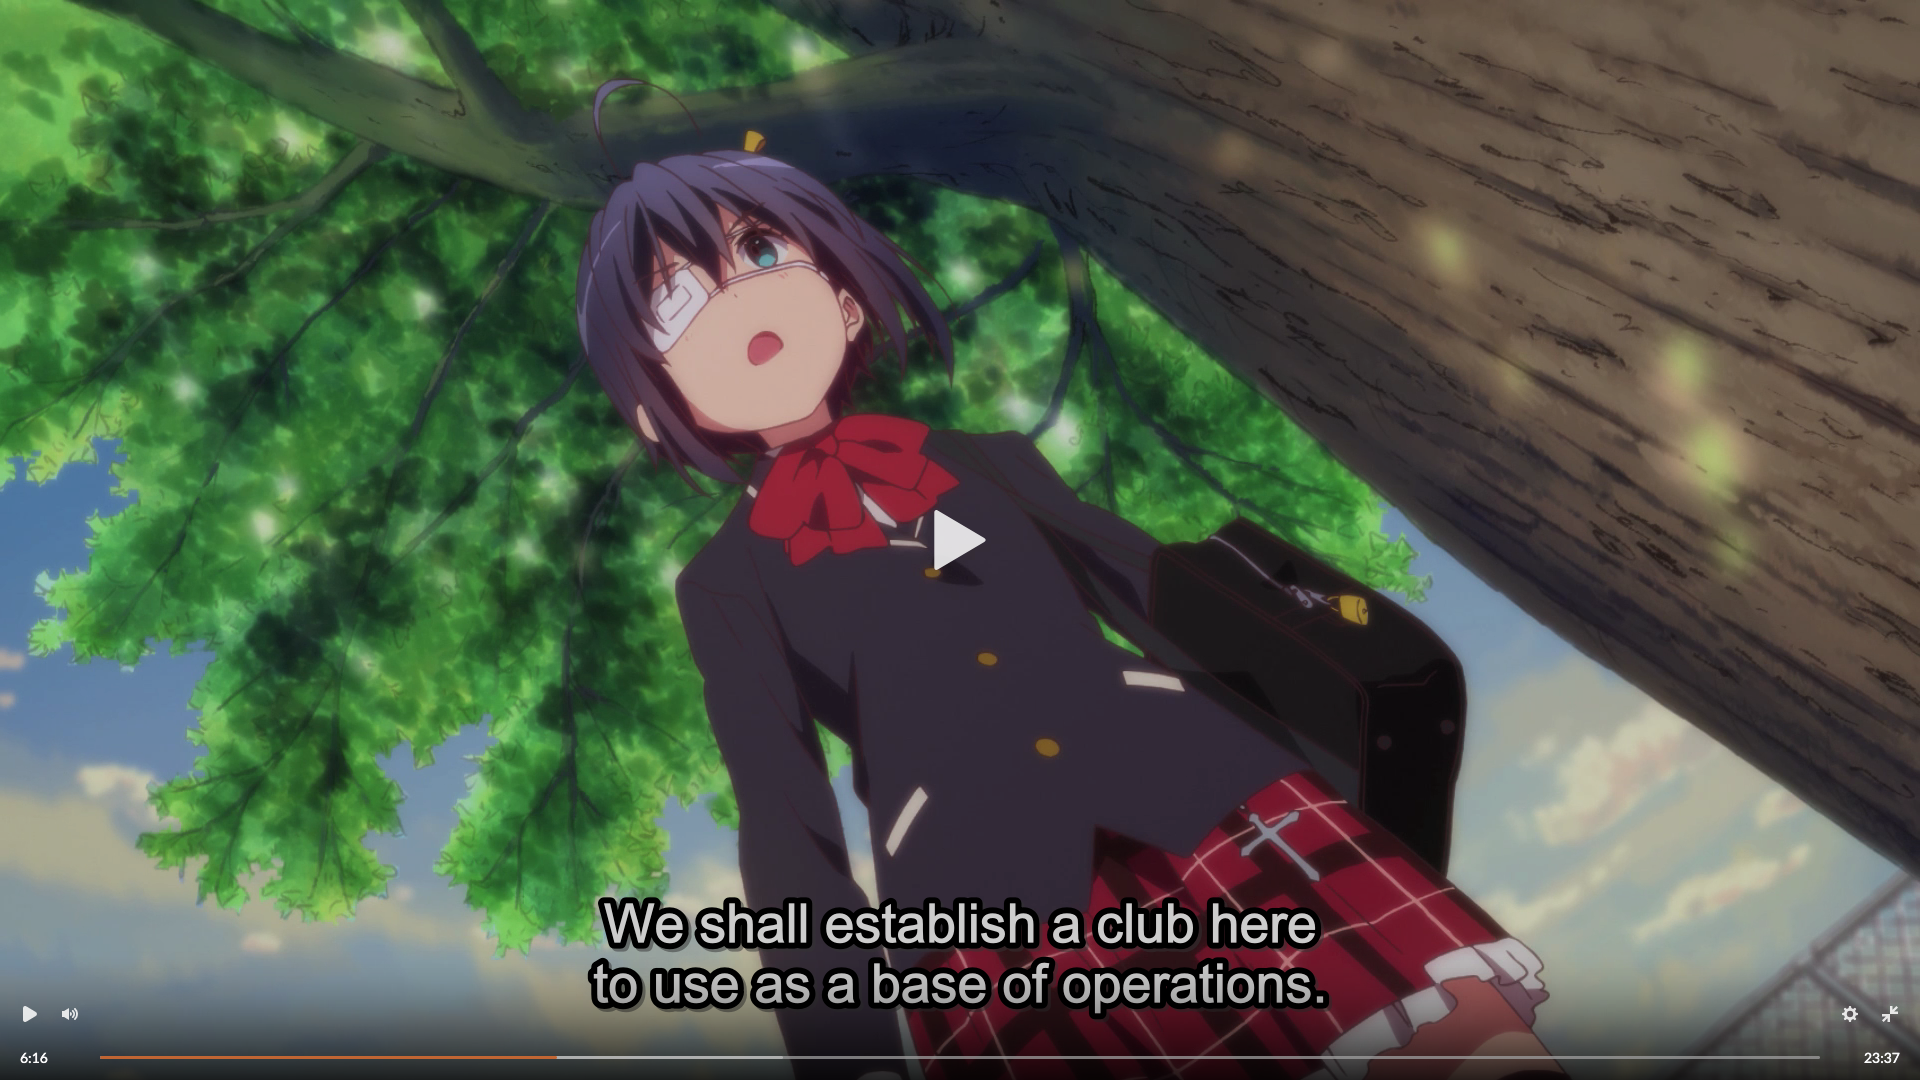 We shall establish a club here
to use as a base of operations.
6:16
23:37